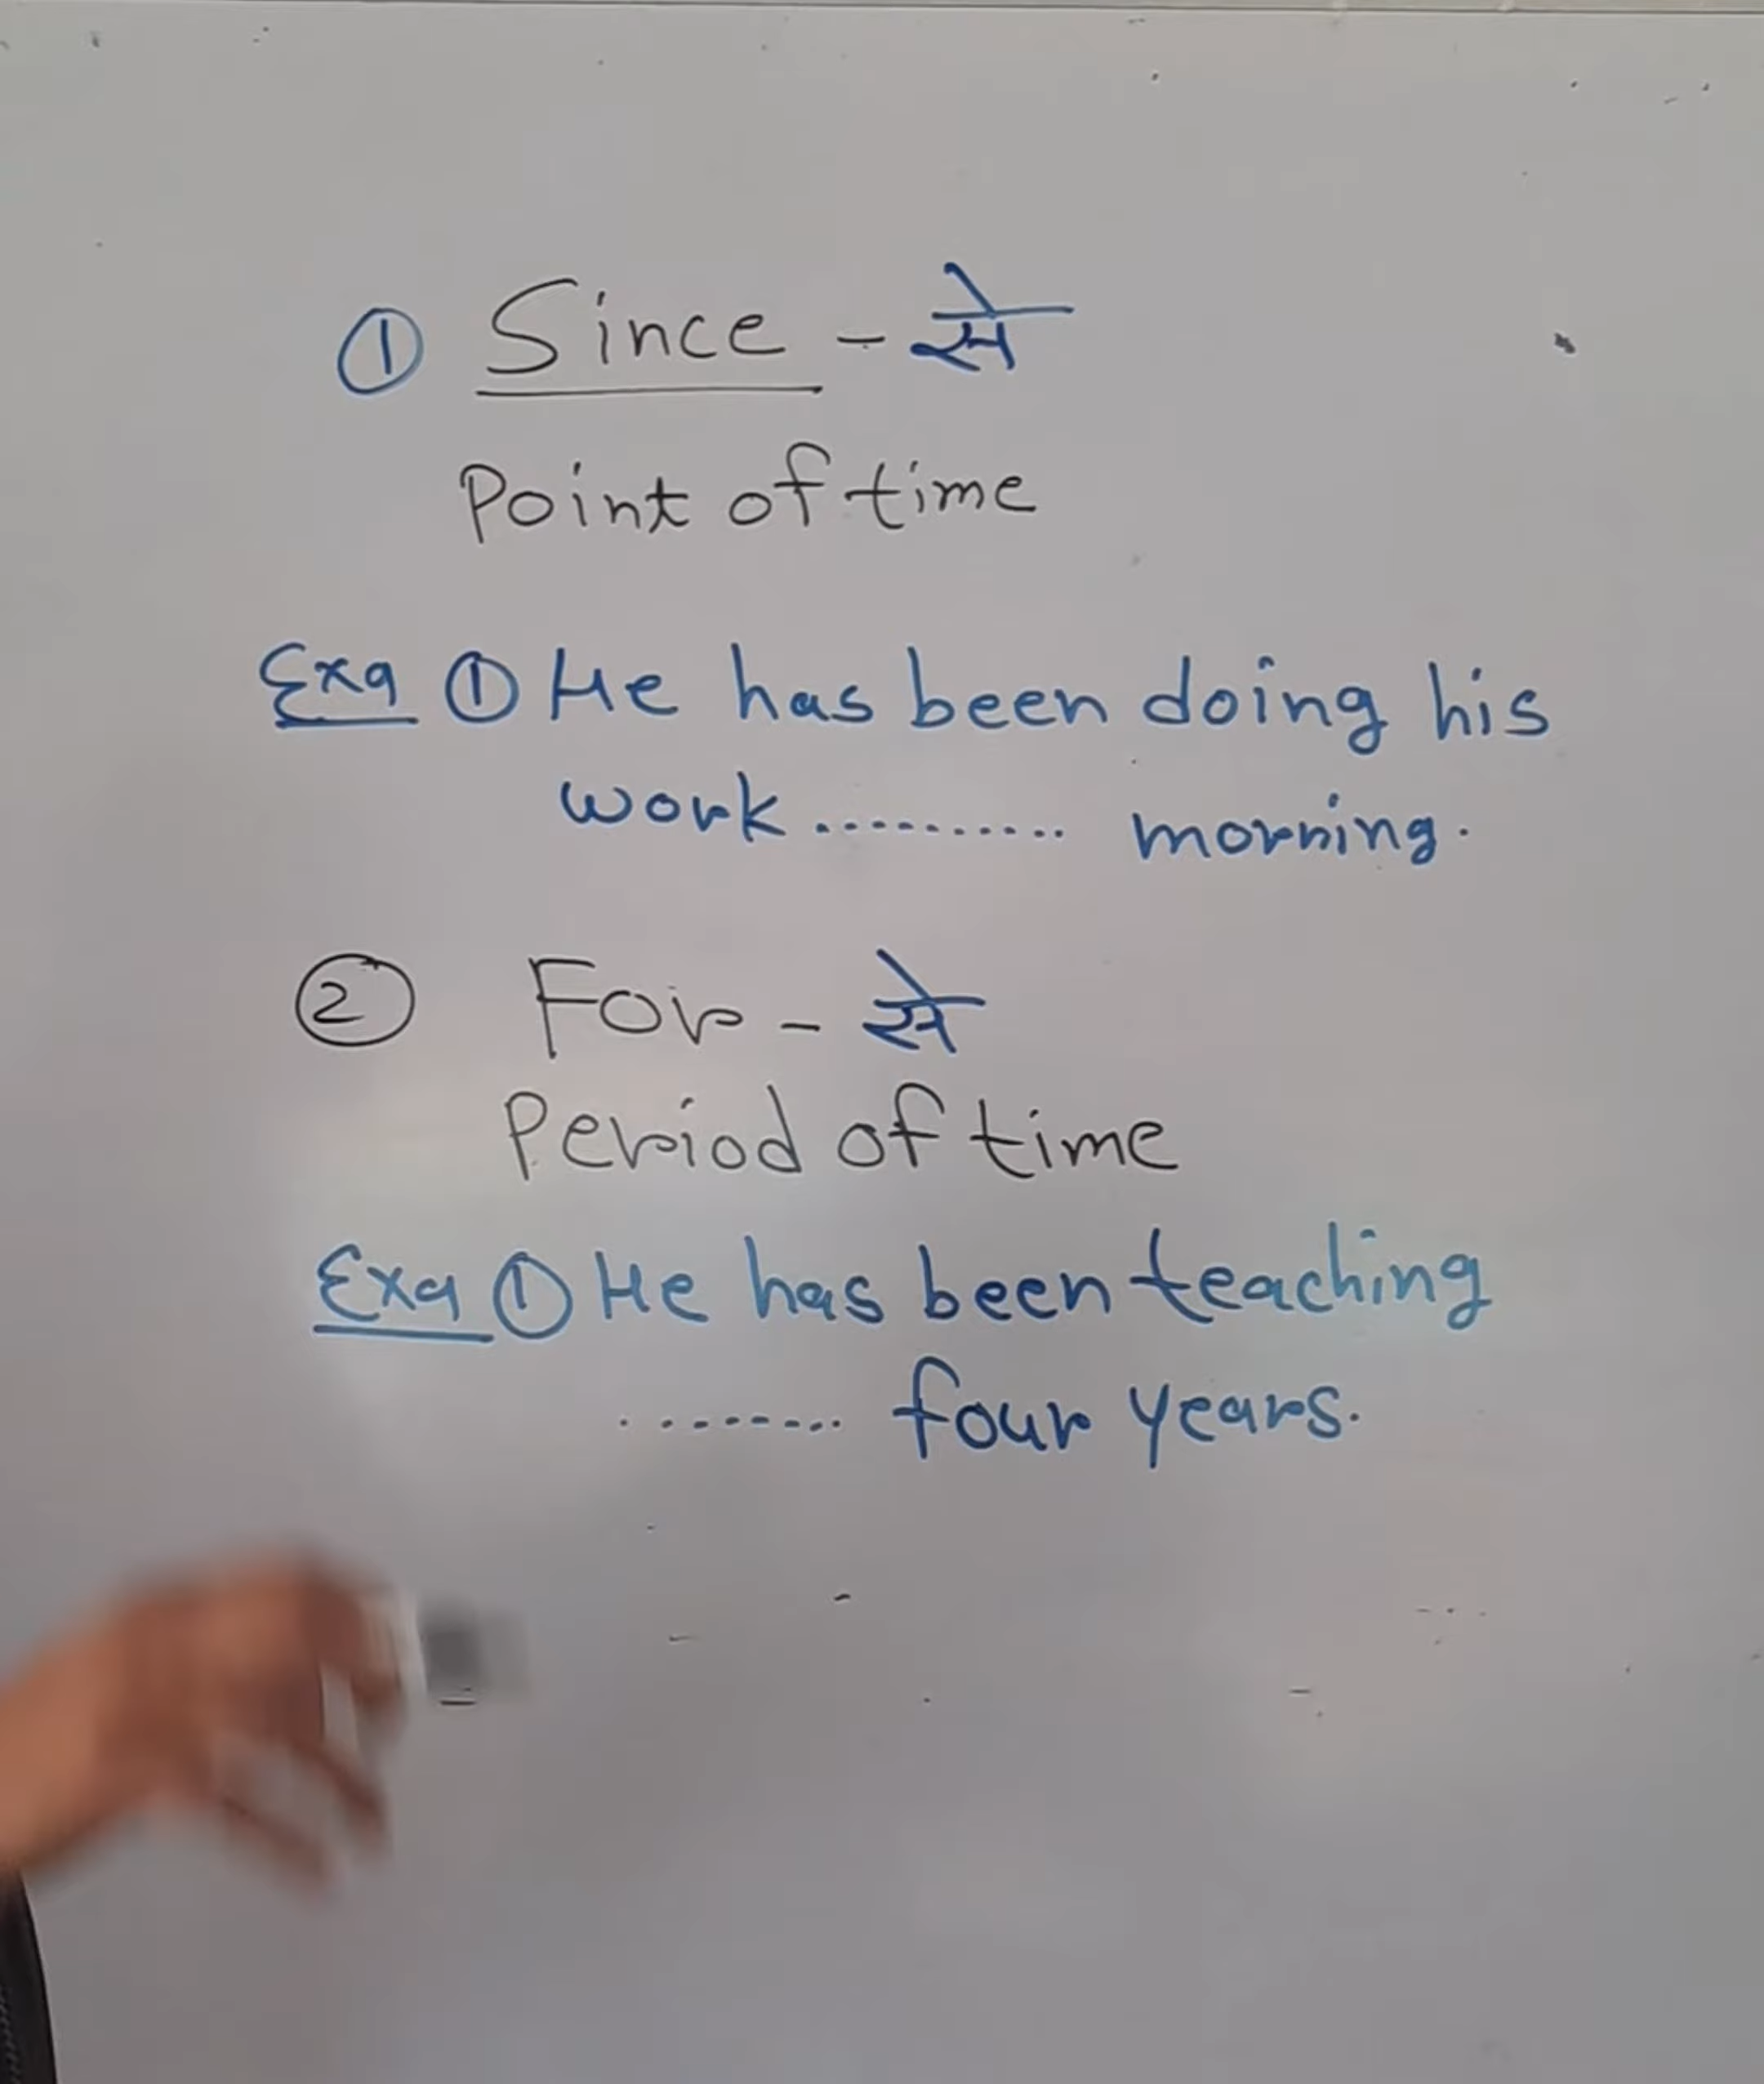 ① Since - से
Point of time
Exa ① He has been doing his
work .......... morning.
② For - से
Period of time
Exa ① He has been teaching
........ four years.